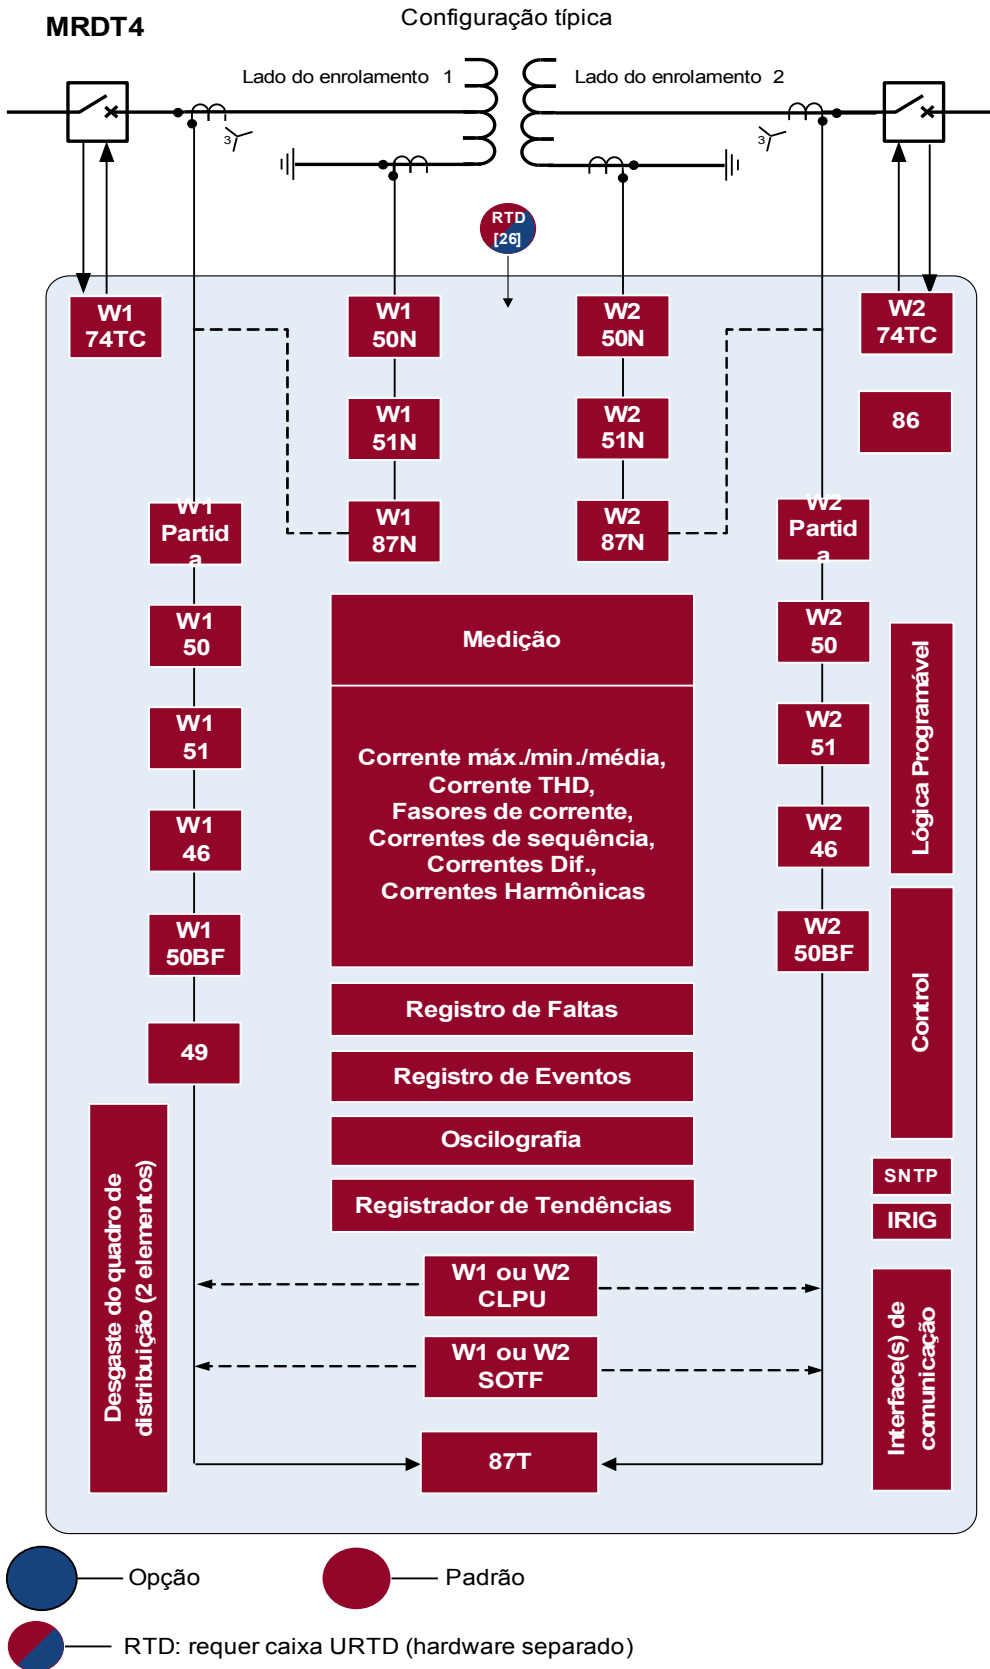 MRDT4
Configuração típica
Lado do enrolamento 1
Lado do enrolamento 2
3
3
RTD
[26]
W1
74TC
W1
50N
W2
50N
W2
74TC
W1
51N
W2
51N
86
W1
Partid
a
W1
87N
W2
87N
W2
Partid
a
W1
50
Medição
W2
50
W1
51
Corrente máx./min./média,
Corrente THD,
Fasores de corrente,
Correntes de sequência,
Correntes Dif.,
Correntes Harmônicas
W2
51
Lógica Programável
W1
46
W2
46
W1
50BF
W2
50BF
Control
49
Registro de Faltas
Registro de Eventos
Oscilografia
Registrador de Tendências
Desgaste do quadro de
distribuição (2 elementos)
SNTP
IRIG
W1 ou W2
CLPU
W1 ou W2
SOTF
Interface(s) de
comunicação
87T
Opção
Padrão
RTD: requer caixa URTD (hardware separado)